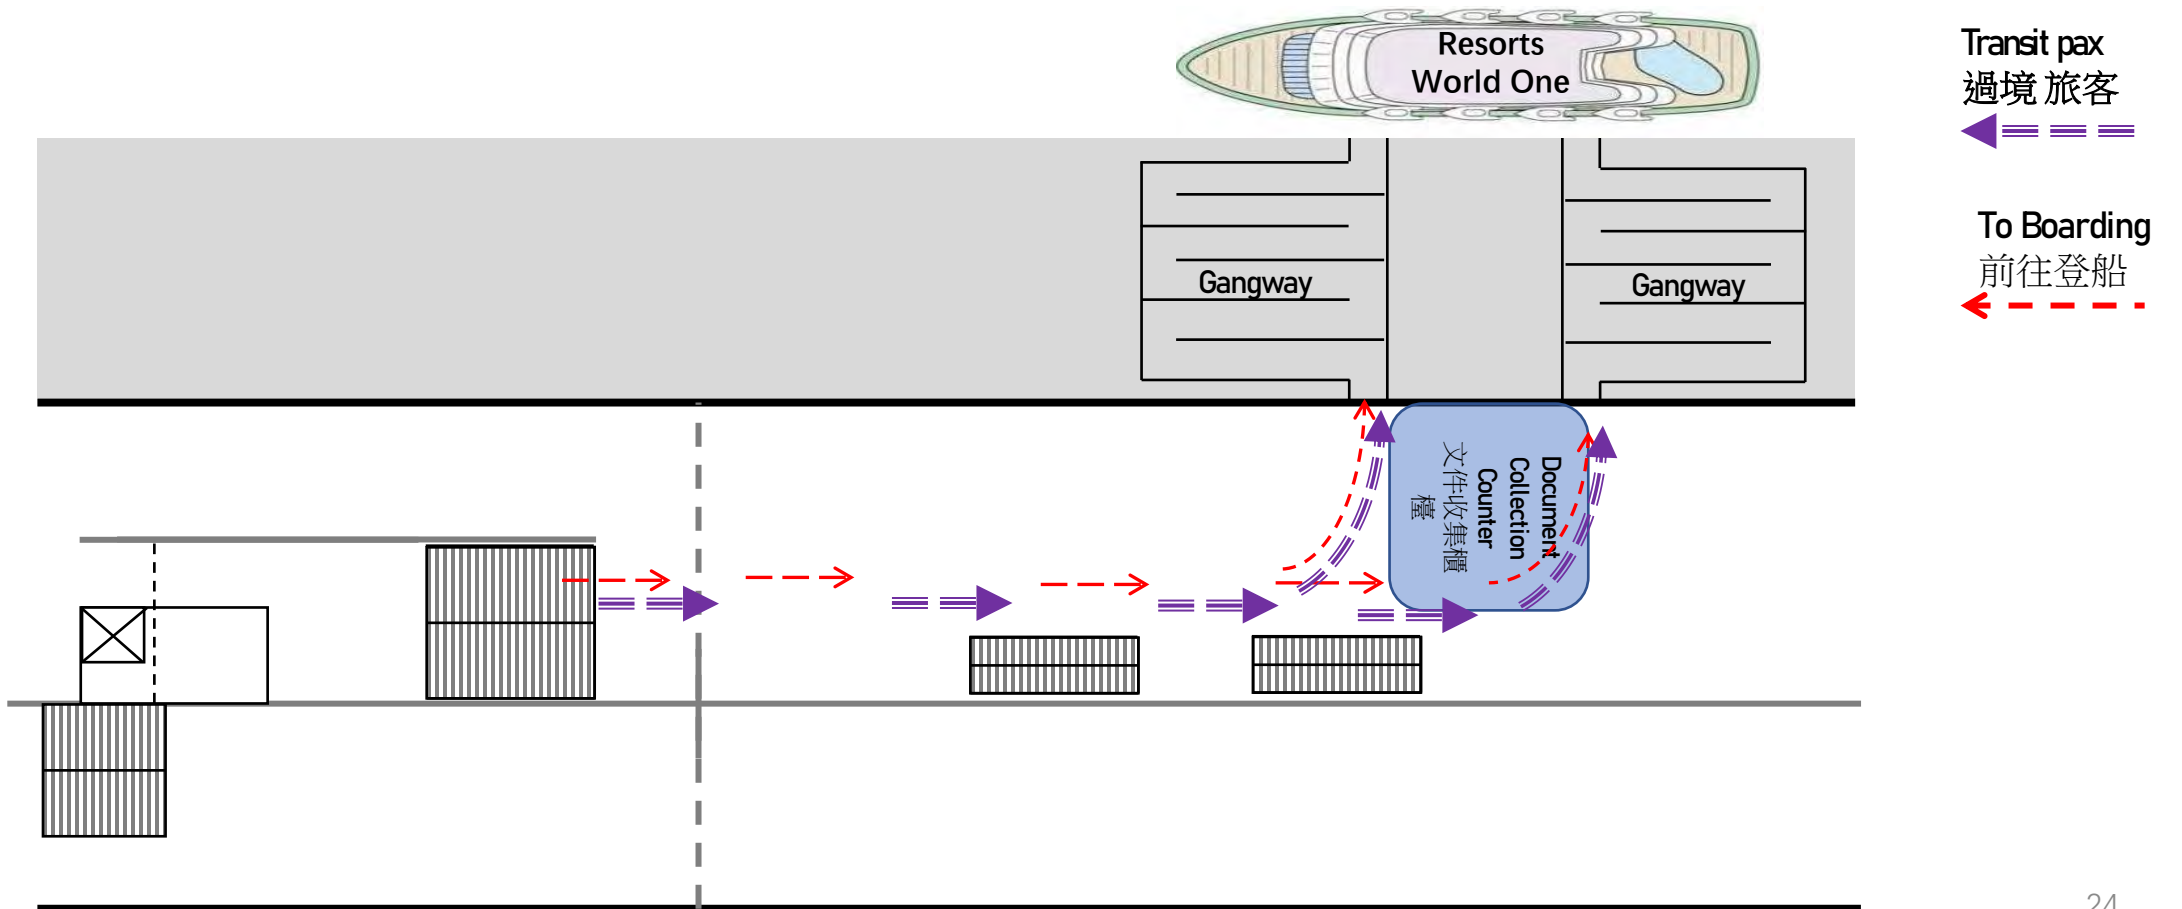 Resorts
World One
Transit pax
過境 旅客
To Boarding
前往登船
Gangway
Gangway
Document
Collection
Counter
文件收集櫃
檯
24